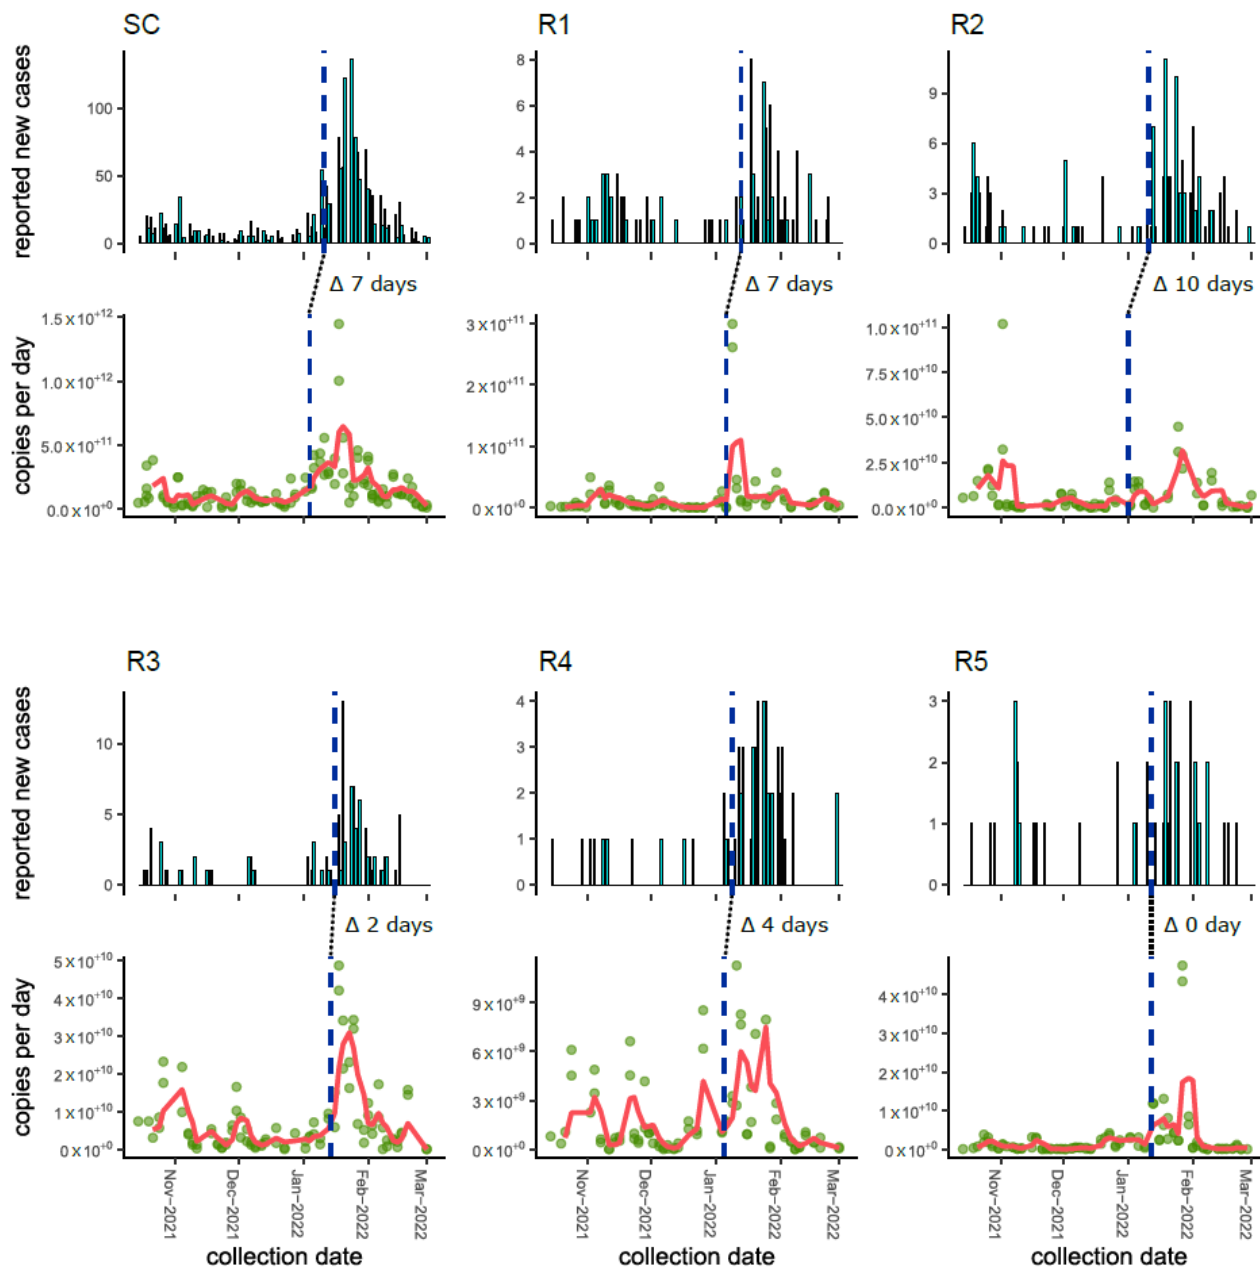 SC
R1
R2
reported new cases
100
50
0
8
6
4
2
0
9
6
3
0
Δ 7 days
Δ 7 days
Δ 10 days
copies per day
1.5 x 10⁺¹²
1.0 x 10⁺¹²
5.0 x 10⁺¹¹
0.0 x 10⁺⁰
3 x 10⁺¹¹
2 x 10⁺¹¹
1 x 10⁺¹¹
0 x 10⁺⁰
1.0 x 10⁺¹¹
7.5 x 10⁺¹⁰
5.0 x 10⁺¹⁰
2.5 x 10⁺¹⁰
0.0 x 10⁺⁰
R3
R4
R5
reported new cases
10
5
0
4
3
2
1
0
3
2
1
0
Δ 2 days
Δ 4 days
Δ 0 day
copies per day
5 x 10⁺¹⁰
4 x 10⁺¹⁰
3 x 10⁺¹⁰
2 x 10⁺¹⁰
1 x 10⁺¹⁰
0 x 10⁺⁰
9 x 10⁺⁹
6 x 10⁺⁹
3 x 10⁺⁹
0 x 10⁺⁰
4 x 10⁺¹⁰
3 x 10⁺¹⁰
2 x 10⁺¹⁰
1 x 10⁺¹⁰
0 x 10⁺⁰
Nov-2021
Dec-2021
Jan-2022
Feb-2022
Mar-2022
Nov-2021
Dec-2021
Jan-2022
Feb-2022
Mar-2022
Nov-2021
Dec-2021
Jan-2022
Feb-2022
Mar-2022
collection date
collection date
collection date